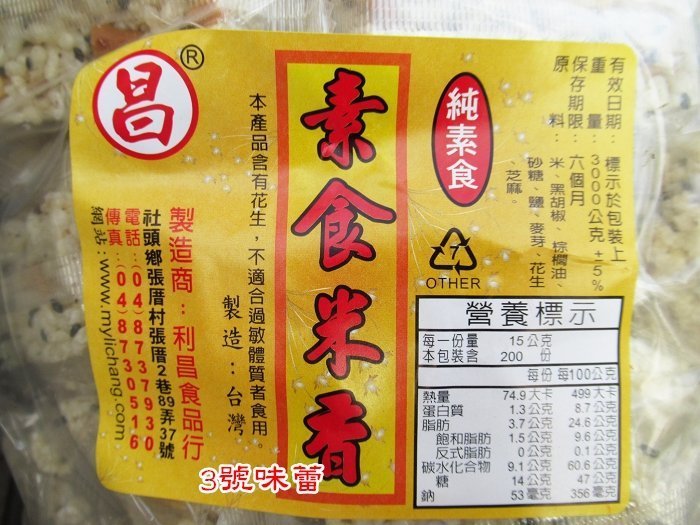 有效日期：標示於包裝上
重量：3000公克±5%
保存期限：六個月
原料：米、黑胡椒、棕櫚油、
砂糖、鹽、麥芽、花生
、芝麻。
純素食
素食米香
昌®
本產品含有花生，不適合過敏體質者食用。
製造：台灣
製造商：利昌食品行
社頭鄉張厝村張厝2巷89弄37號
電話：(04)8737930
傳真：(04)8730516
網站：www.mylichang.com
7
OTHER
營養標示
每一份量 15公克
本包裝含 200 份
每份 每100公克
熱量 74.9大卡 499大卡
蛋白質 1.3公克 8.7公克
脂肪 3.7公克 24.6公克
飽和脂肪 1.5公克 9.6公克
反式脂肪 0公克 0.1公克
碳水化合物 9.1公克 60.6公克
糖 14公克 47公克
鈉 53毫克 356毫克
3號味蕾